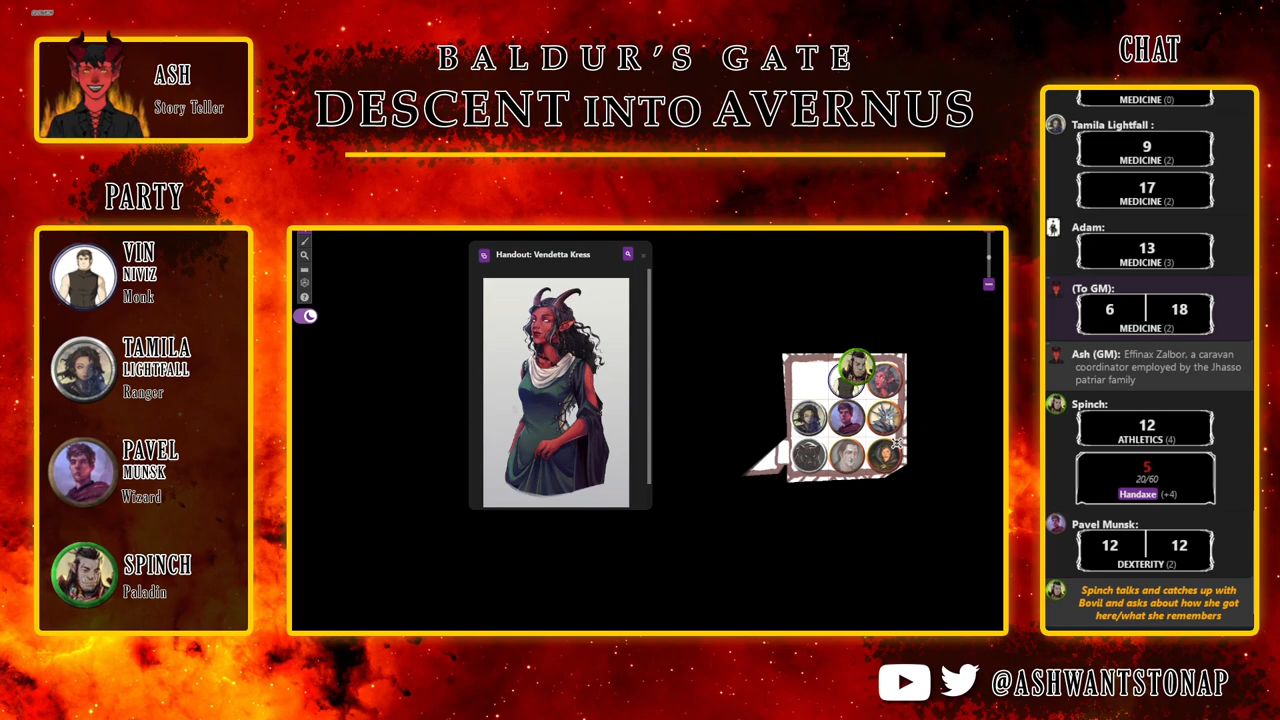 ASH
Story Teller
BALDUR'S GATE
DESCENT INTO AVERNUS
CHAT
PARTY
VIN
NIVIZ
Monk
TAMILA
LIGHTFALL
Ranger
PAVEL
MUNSK
Wizard
SPINCH
Paladin
Handout: Vendetta Kress
MEDICINE (0)
Tamila Lightfall :
9
MEDICINE (2)
17
MEDICINE (2)
Adam:
13
MEDICINE (3)
(To GM):
6 18
MEDICINE (2)
Ash (GM): Effinax Zalbor, a caravan
coordinator employed by the Jhasso
patriar family
Spinch:
12
ATHLETICS (4)
5
20/60
Handaxe (+4)
Pavel Munsk:
12 12
DEXTERITY (2)
Spinch talks and catches up with
Bovil and asks about how she got
here/what she remembers
@ASHWANTSTONAP